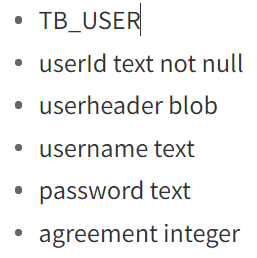 TB_USER
userId text not null
userheader blob
username text
password text
agreement integer